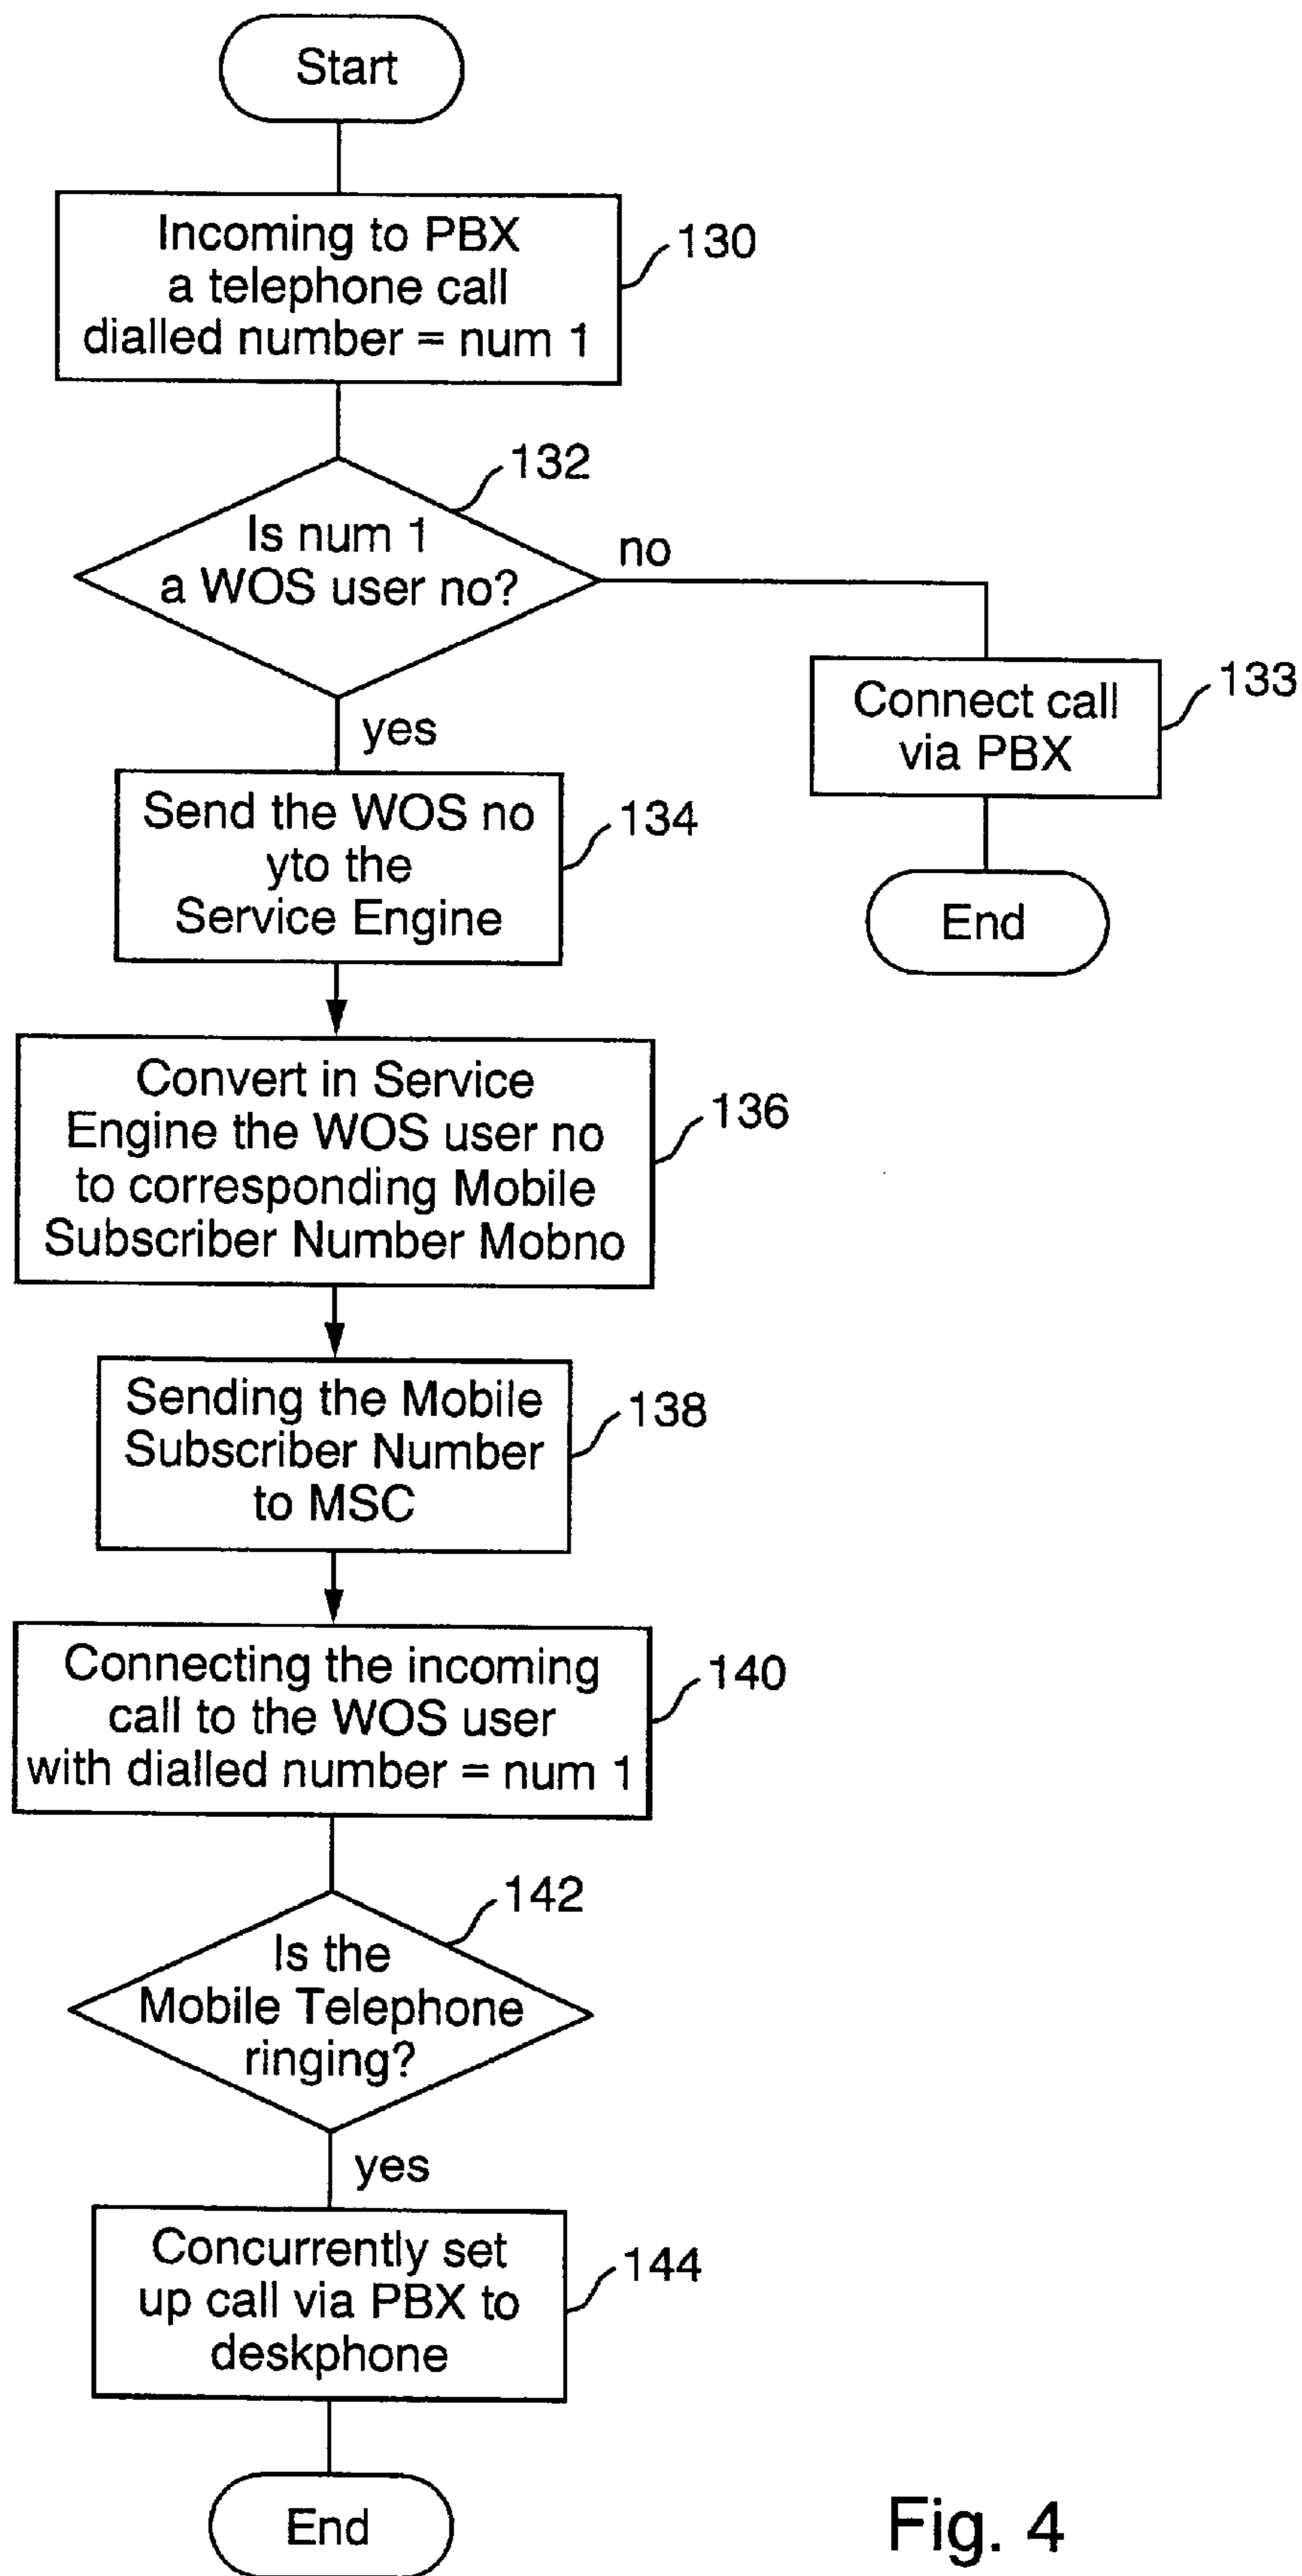 Start
Incoming to PBX
a telephone call
dialled number = num 1
130
132
Is num 1
a WOS user no?
no
yes
Connect call
via PBX
133
End
Send the WOS no
yto the
Service Engine
134
Convert in Service
Engine the WOS user no
to corresponding Mobile
Subscriber Number Mobno
136
Sending the Mobile
Subscriber Number
to MSC
138
Connecting the incoming
call to the WOS user
with dialled number = num 1
140
142
Is the
Mobile Telephone
ringing?
yes
Concurrently set
up call via PBX to
deskphone
144
End
Fig. 4